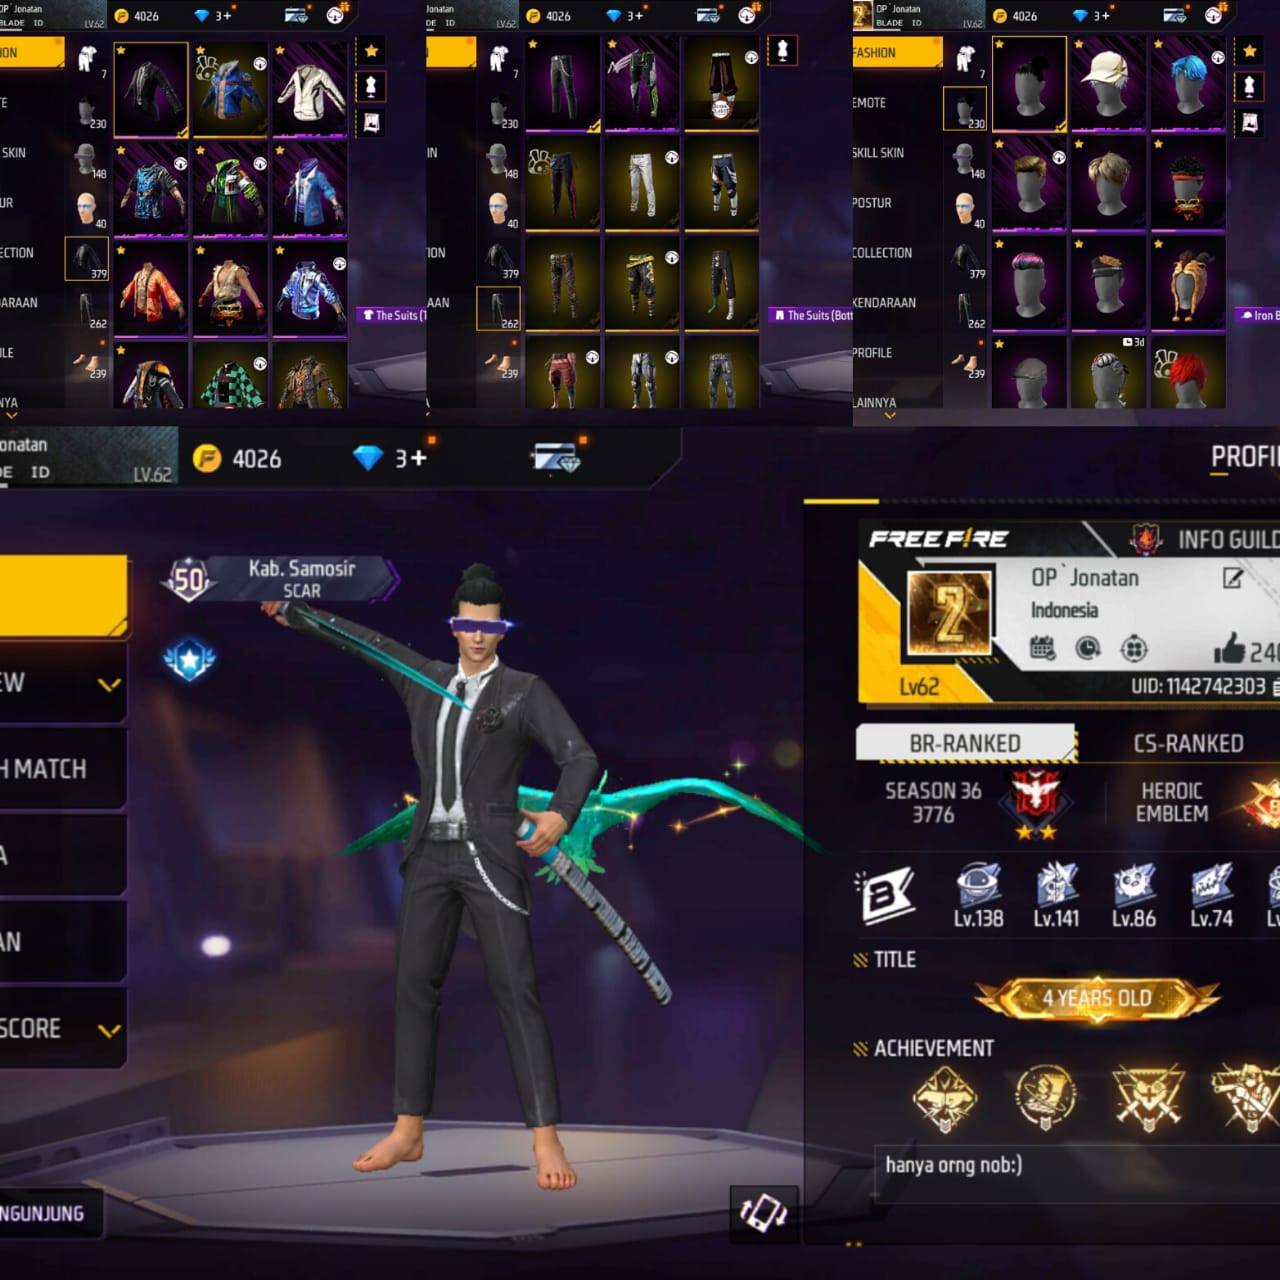 OP`Jonatan
BLADE ID
LV.62
4026
3+
ION
7
230
148
40
379
262
239
TE
SKIN
UR
ECTION
DARAAN
ILE
NYA
The Suits (
Jonatan
DE ID
LV.62
4026
3+
7
230
148
40
379
262
239
IN
ION
AAN
A
The Suits (Bott
OP`Jonatan
BLADE ID
LV.62
4026
3+
FASHION
EMOTE
SKILL SKIN
POSTUR
COLLECTION
KENDARAAN
PROFILE
LAINNYA
7
230
148
40
379
262
239
3d
Iron B
onatan
DE ID
LV.62
4026
3+
PROFI
50
Kab. Samosir
SCAR
EW
H MATCH
A
AN
SCORE
NGUNJUNG
FREE FIRE
INFO GUILD
2
OP`Jonatan
Indonesia
240
Lv62
UID: 1142742303
BR-RANKED
CS-RANKED
SEASON 36
3776
HEROIC
EMBLEM
B
Lv.138
Lv.141
Lv.86
Lv.74
TITLE
4 YEARS OLD
ACHIEVEMENT
hanya orng nob:)